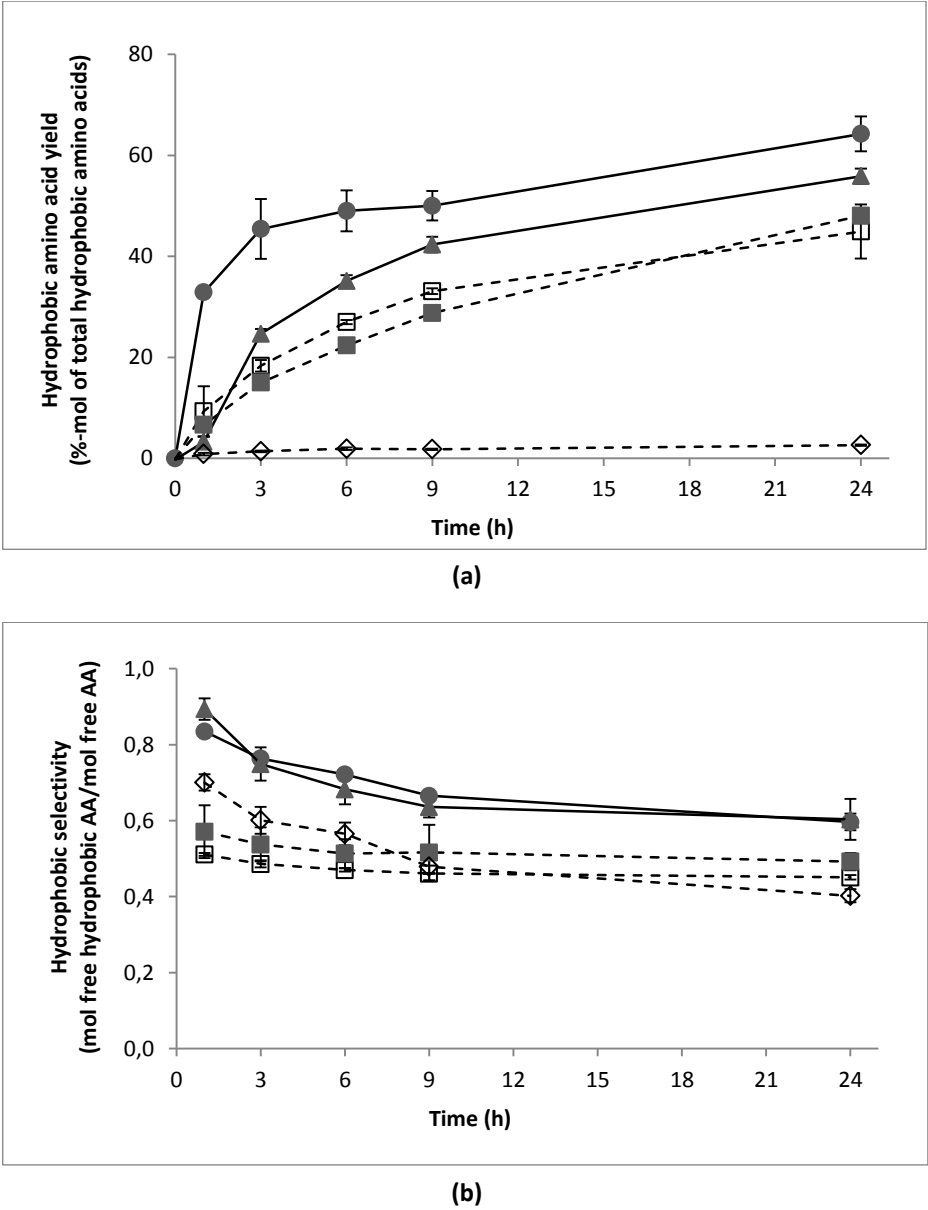 Hydrophobic amino acid yield
(%-mol of total hydrophobic amino acids)
80
60
40
20
0
0 3 6 9 12 15 18 21 24
Time (h)
(a)
Hydrophobic selectivity
(mol free hydrophobic AA/mol free AA)
1,0
0,8
0,6
0,4
0,2
0,0
0 3 6 9 12 15 18 21 24
Time (h)
(b)